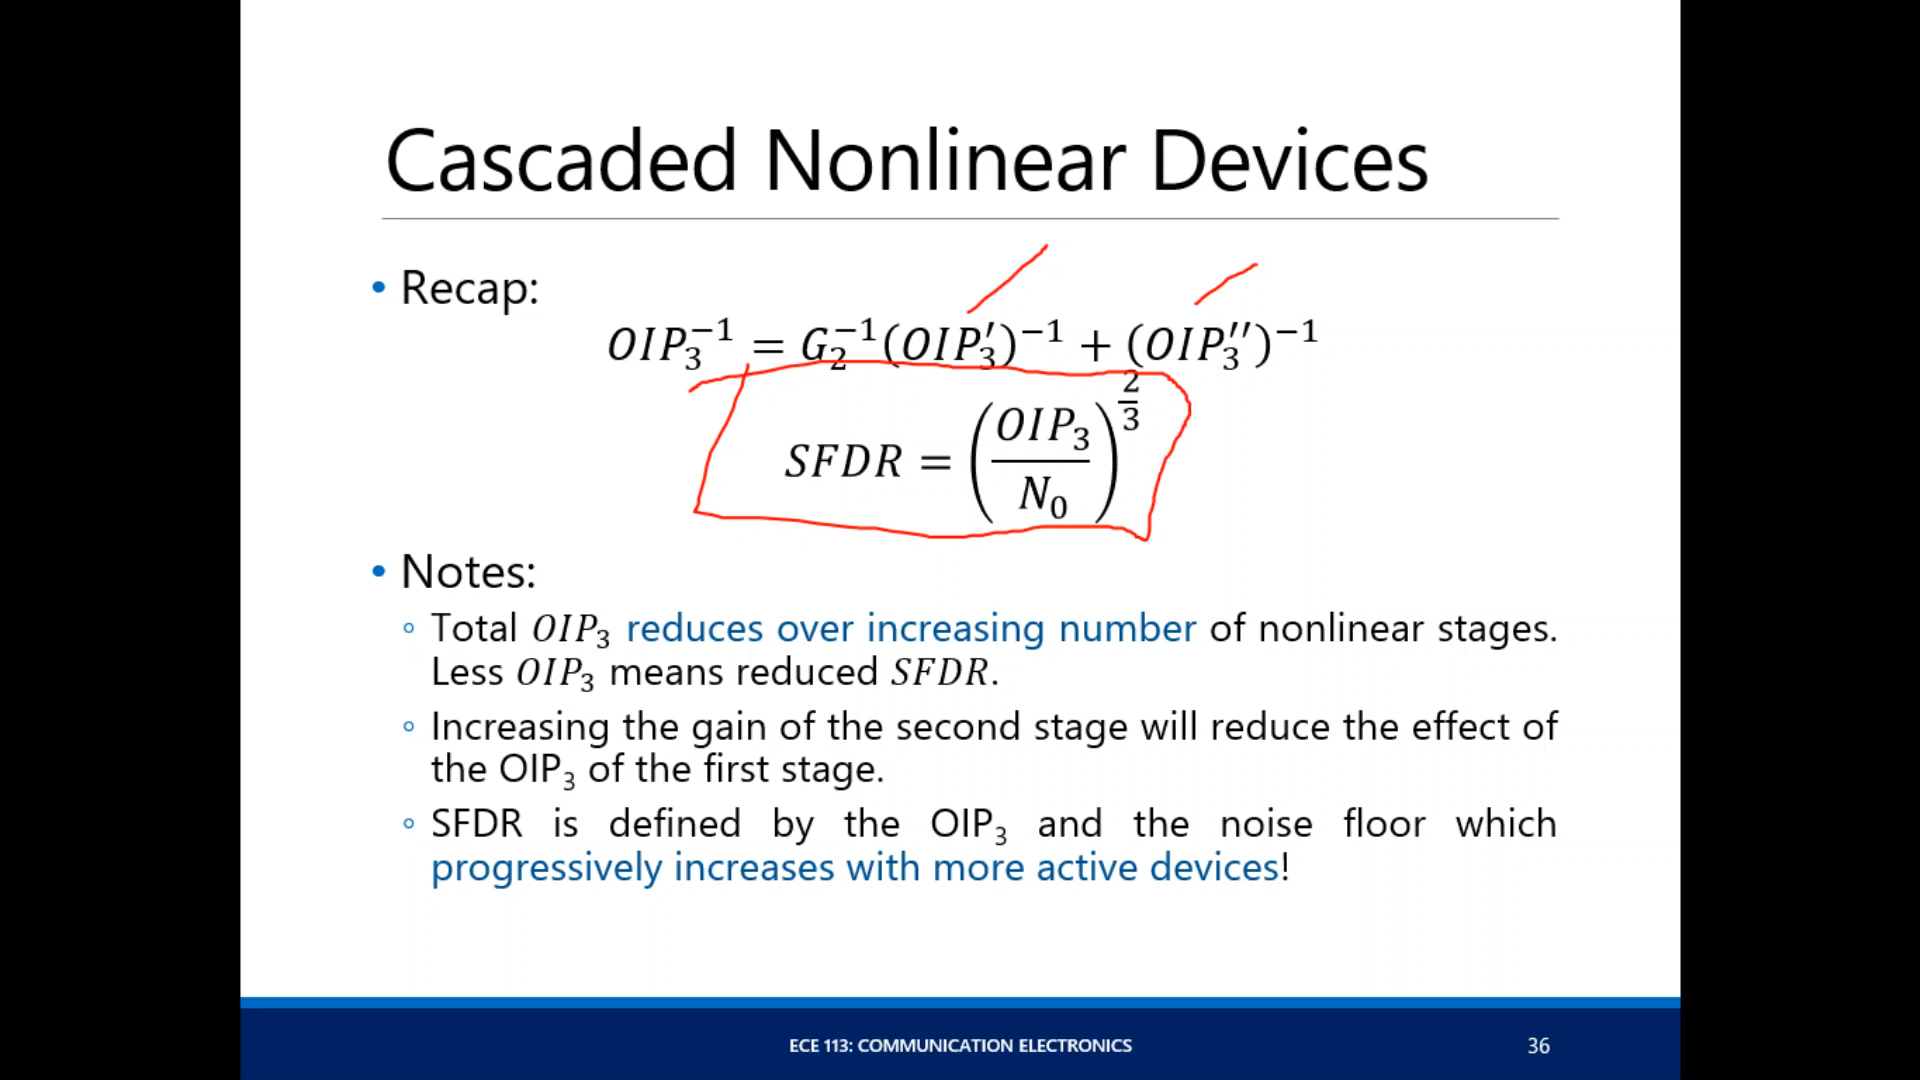 Cascaded Nonlinear Devices
• Recap:
OIP₃⁻¹ = G₂⁻¹(OIP₃′)⁻¹ + (OIP₃′′)⁻¹
SFDR = (OIP₃/N₀)^(2/3)
• Notes:
◦ Total OIP₃ reduces over increasing number of nonlinear stages.
Less OIP₃ means reduced SFDR.
◦ Increasing the gain of the second stage will reduce the effect of
the OIP₃ of the first stage.
◦ SFDR is defined by the OIP₃ and the noise floor which
progressively increases with more active devices!
ECE 113: COMMUNICATION ELECTRONICS
36